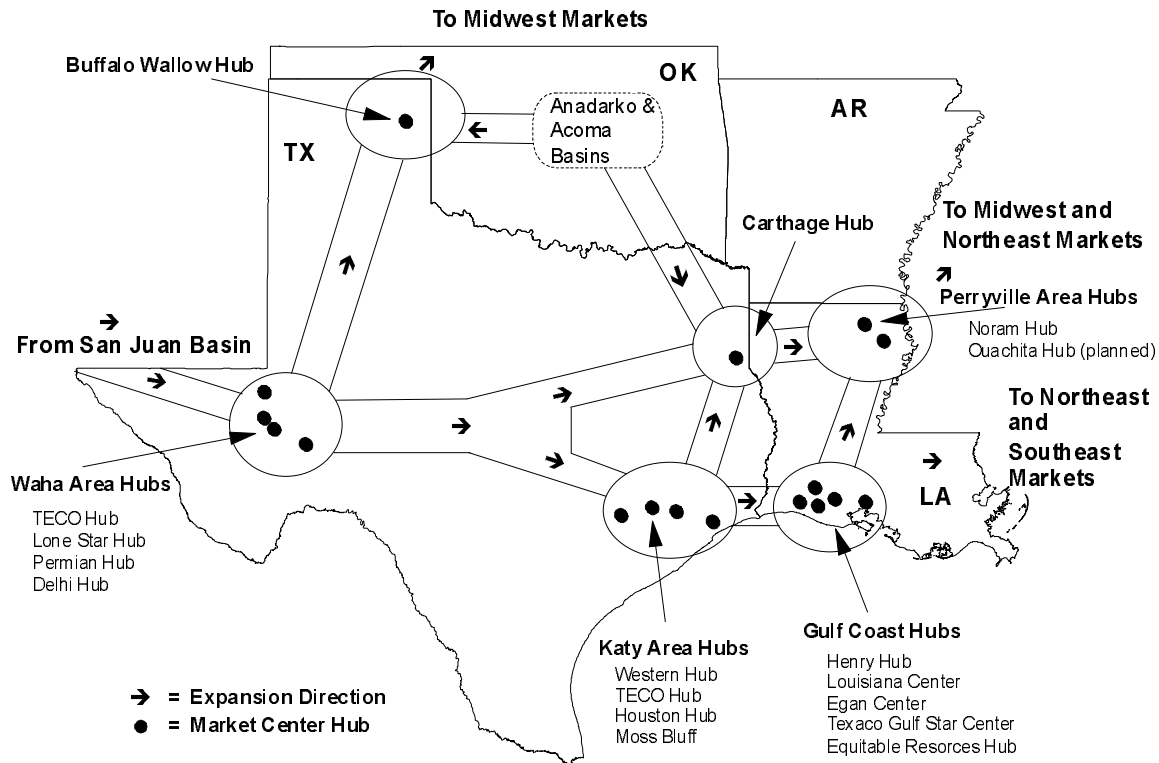 To Midwest Markets
Buffalo Wallow Hub
OK
Anadarko &
Acoma
Basins
AR
TX
Carthage Hub
To Midwest and
Northeast Markets
Perryville Area Hubs
Noram Hub
Ouachita Hub (planned)
From San Juan Basin
To Northeast
and
Southeast
Markets
LA
Waha Area Hubs
TECO Hub
Lone Star Hub
Permian Hub
Delhi Hub
Katy Area Hubs
Western Hub
TECO Hub
Houston Hub
Moss Bluff
Gulf Coast Hubs
Henry Hub
Louisiana Center
Egan Center
Texaco Gulf Star Center
Equitable Resorces Hub
= Expansion Direction
= Market Center Hub